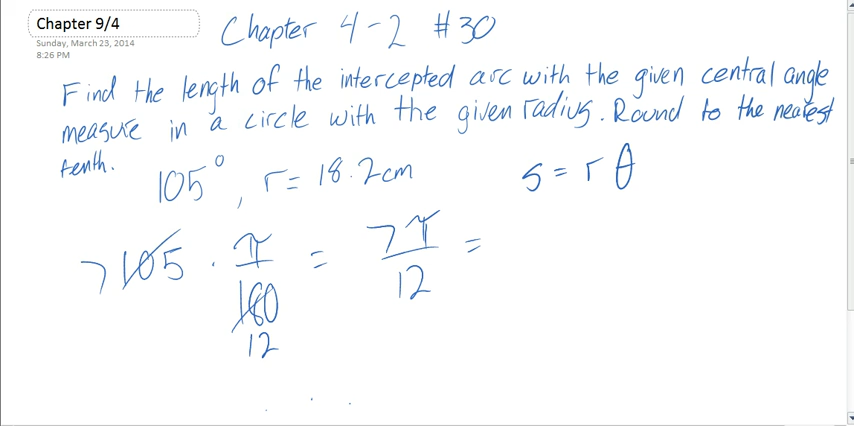 Chapter 9/4
Sunday, March 23, 2014
8:26 PM
Chapter 4-2 #30
Find the length of the intercepted arc with the given central angle
measure in a circle with the given radius. Round to the nearest
tenth.
105°, r = 18.2cm
s = r θ
7 105 · π/180 = 7π/12 =
12